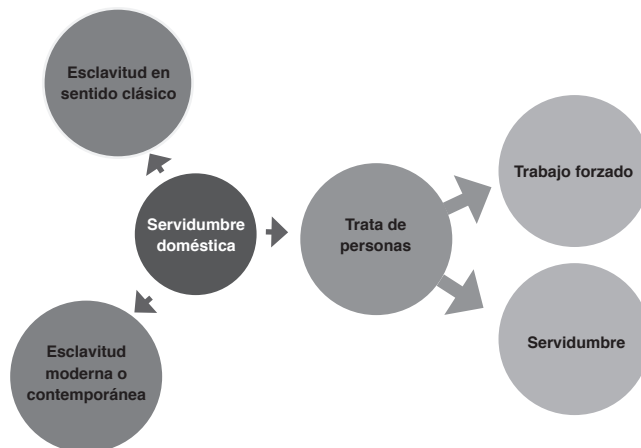 Esclavitud en
sentido clásico
Servidumbre
doméstica
Esclavitud
moderna o
contemporánea
Trata de
personas
Trabajo forzado
Servidumbre